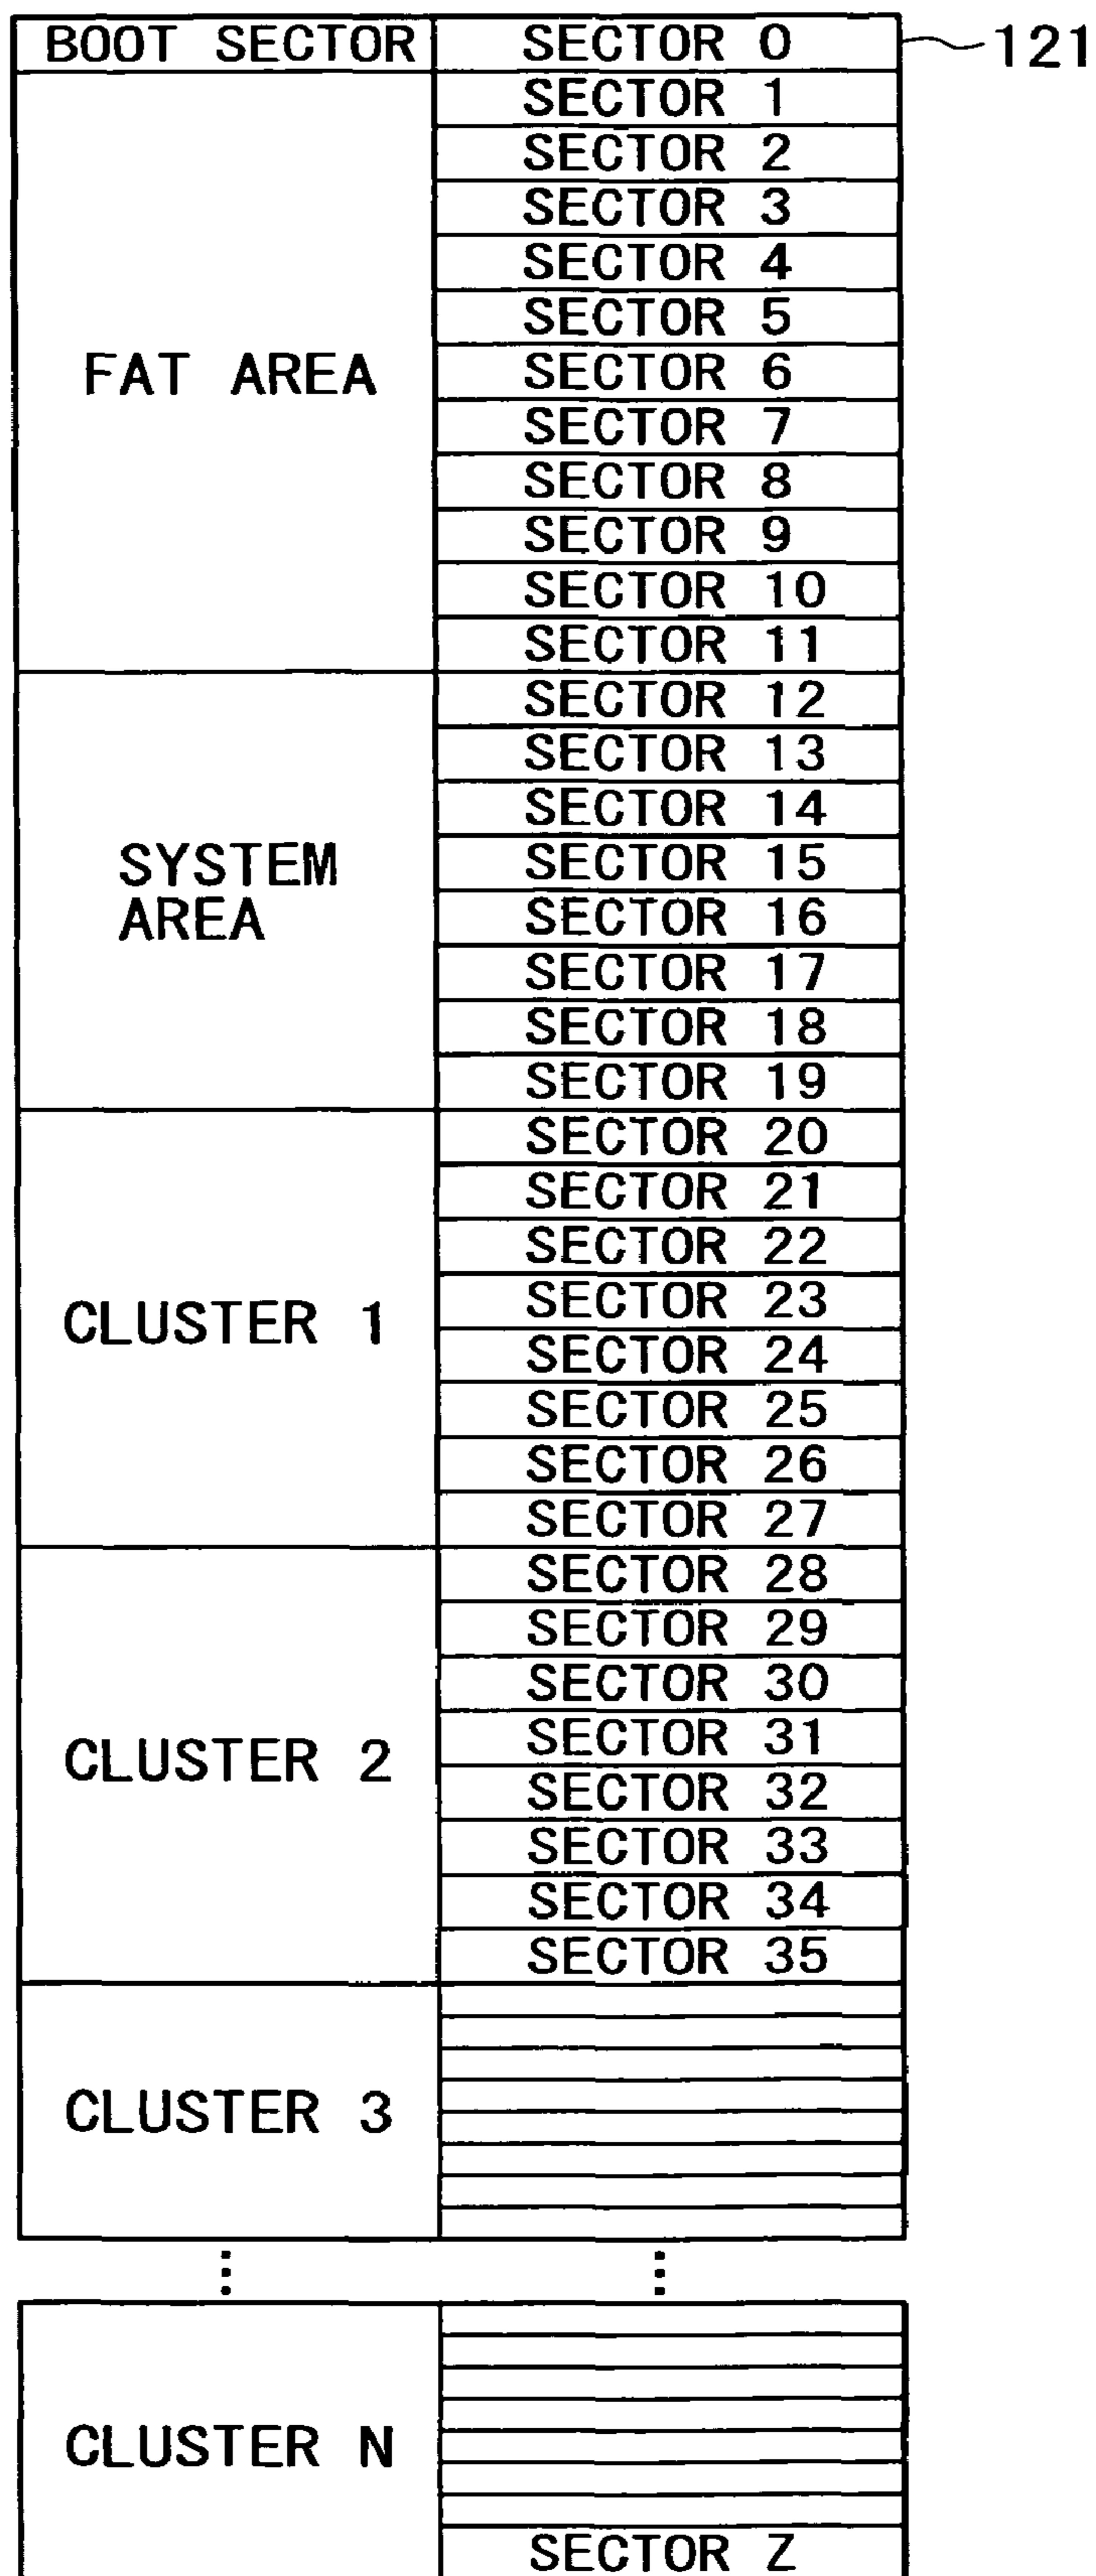 BOOT SECTOR SECTOR 0 121
SECTOR 1
SECTOR 2
SECTOR 3
SECTOR 4
SECTOR 5
FAT AREA SECTOR 6
SECTOR 7
SECTOR 8
SECTOR 9
SECTOR 10
SECTOR 11
SECTOR 12
SECTOR 13
SECTOR 14
SYSTEM SECTOR 15
AREA SECTOR 16
SECTOR 17
SECTOR 18
SECTOR 19
SECTOR 20
SECTOR 21
SECTOR 22
CLUSTER 1 SECTOR 23
SECTOR 24
SECTOR 25
SECTOR 26
SECTOR 27
SECTOR 28
SECTOR 29
SECTOR 30
CLUSTER 2 SECTOR 31
SECTOR 32
SECTOR 33
SECTOR 34
SECTOR 35
CLUSTER 3
CLUSTER N
SECTOR Z